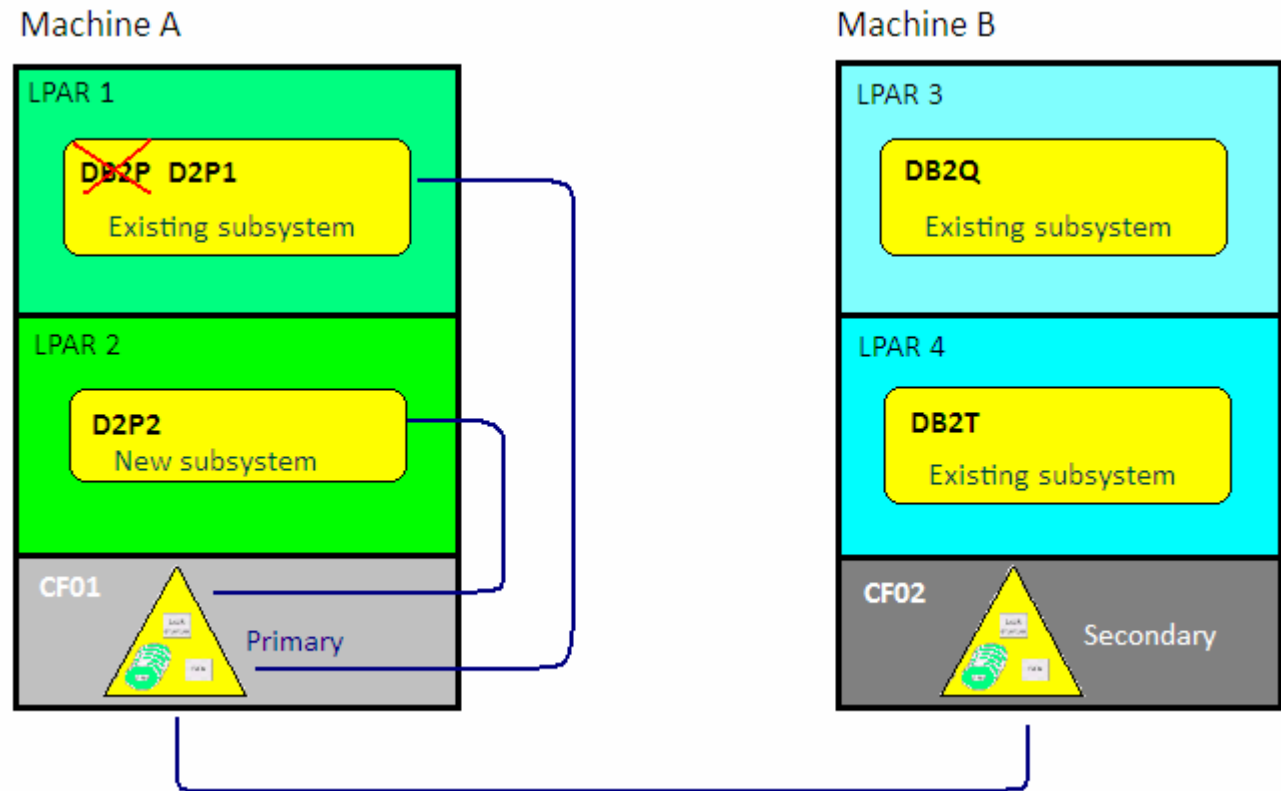 Machine A
LPAR 1
DB2P D2P1
Existing subsystem
LPAR 2
D2P2
New subsystem
CF01
Primary
Machine B
LPAR 3
DB2Q
Existing subsystem
LPAR 4
DB2T
Existing subsystem
CF02
Secondary